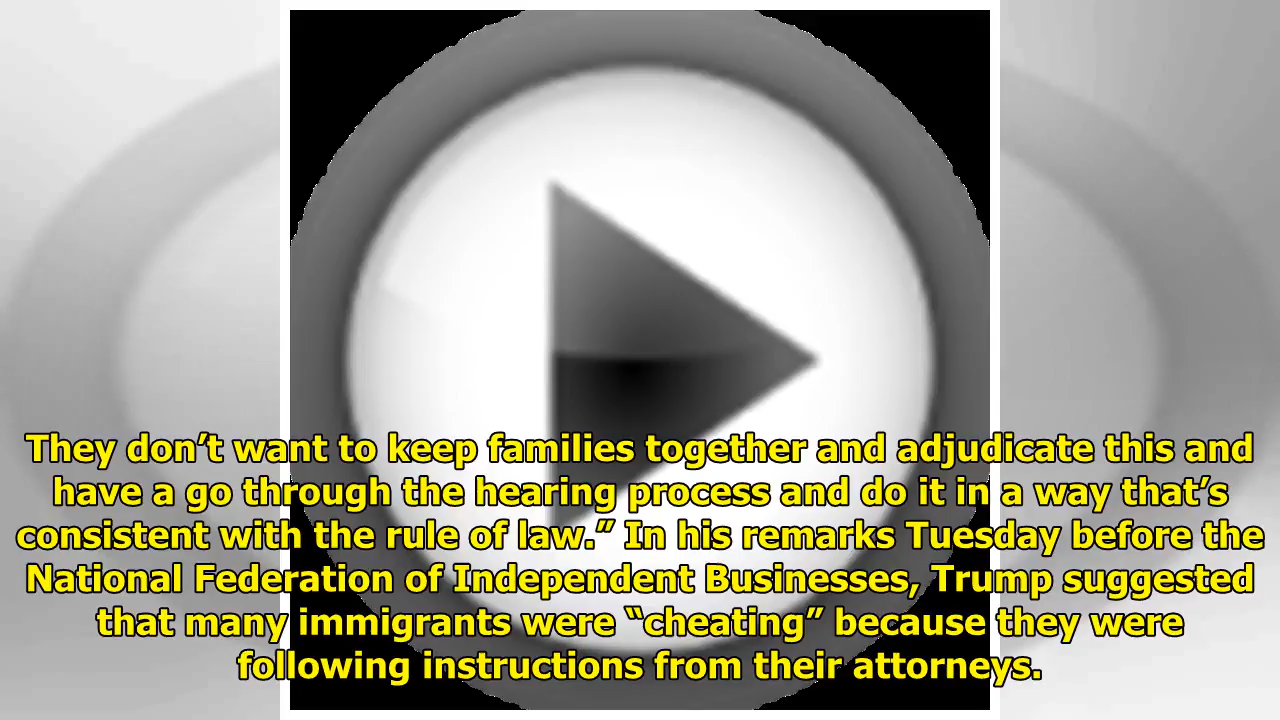 They don’t want to keep families together and adjudicate this and
have a go through the hearing process and do it in a way that’s
consistent with the rule of law.” In his remarks Tuesday before the
National Federation of Independent Businesses, Trump suggested
that many immigrants were “cheating” because they were
following instructions from their attorneys.